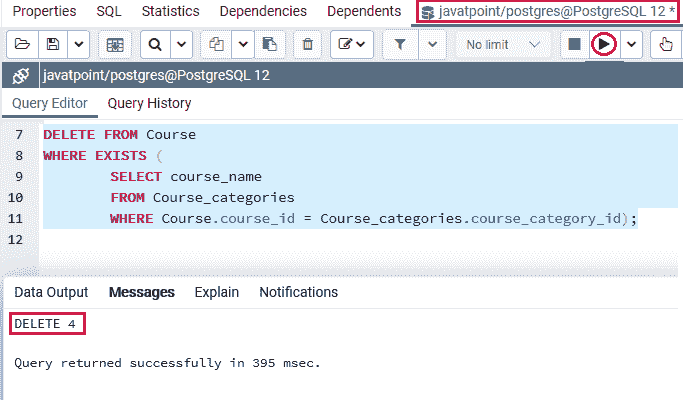 Properties SQL Statistics Dependencies Dependents javatpoint/postgres@PostgreSQL 12 *
No limit
javatpoint/postgres@PostgreSQL 12
Query Editor Query History
7 DELETE FROM Course
8 WHERE EXISTS (
9 SELECT course_name
10 FROM Course_categories
11 WHERE Course.course_id = Course_categories.course_category_id);
12
Data Output Messages Explain Notifications
DELETE 4
Query returned successfully in 395 msec.